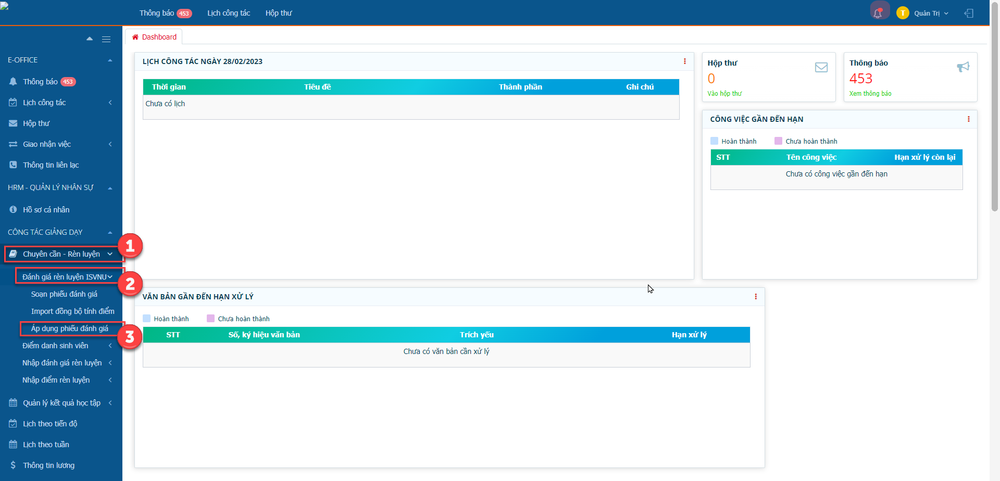 Thông báo 453
Lịch công tác
Hộp thư
T
Quản Trị
Dashboard
E-OFFICE
Thông báo 453
Lịch công tác
Hộp thư
Giao nhận việc
Thông tin liên lạc
HRM - QUẢN LÝ NHÂN SỰ
Hồ sơ cá nhân
CÔNG TÁC GIẢNG DẠY
Chuyên cần - Rèn luyện
1
Đánh giá rèn luyện ISVNU
2
Soạn phiếu đánh giá
Import đồng bộ tính điểm
Áp dụng phiếu đánh giá
3
Điểm danh sinh viên
Nhập đánh giá rèn luyện
Nhập điểm rèn luyện
Quản lý kết quả học tập
Lịch theo tiến độ
Lịch theo tuần
Thông tin lương
LỊCH CÔNG TÁC NGÀY 28/02/2023
Thời gian Tiêu đề Thành phần Ghi chú
Chưa có lịch
Hộp thư
0
Vào hộp thư
Thông báo
453
Xem thông báo
CÔNG VIỆC GẦN ĐẾN HẠN
Hoàn thành Chưa hoàn thành
STT Tên công việc Hạn xử lý còn lại
Chưa có công việc gần đến hạn
VĂN BẢN GẦN ĐẾN HẠN XỬ LÝ
Hoàn thành Chưa hoàn thành
STT Số, ký hiệu văn bản Trích yếu Hạn xử lý
Chưa có văn bản cần xử lý